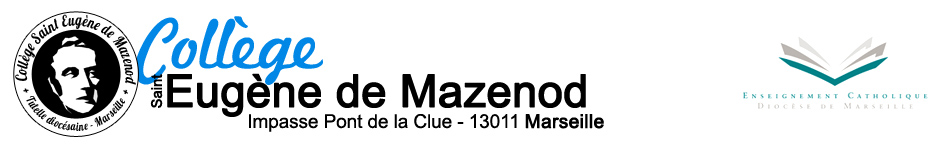 Collège Saint Eugène de Mazenod
Tutelle diocésaine - Marseille
Collège
Saint
Eugène de Mazenod
Impasse Pont de la Clue - 13011 Marseille
Enseignement Catholique
Diocèse de Marseille